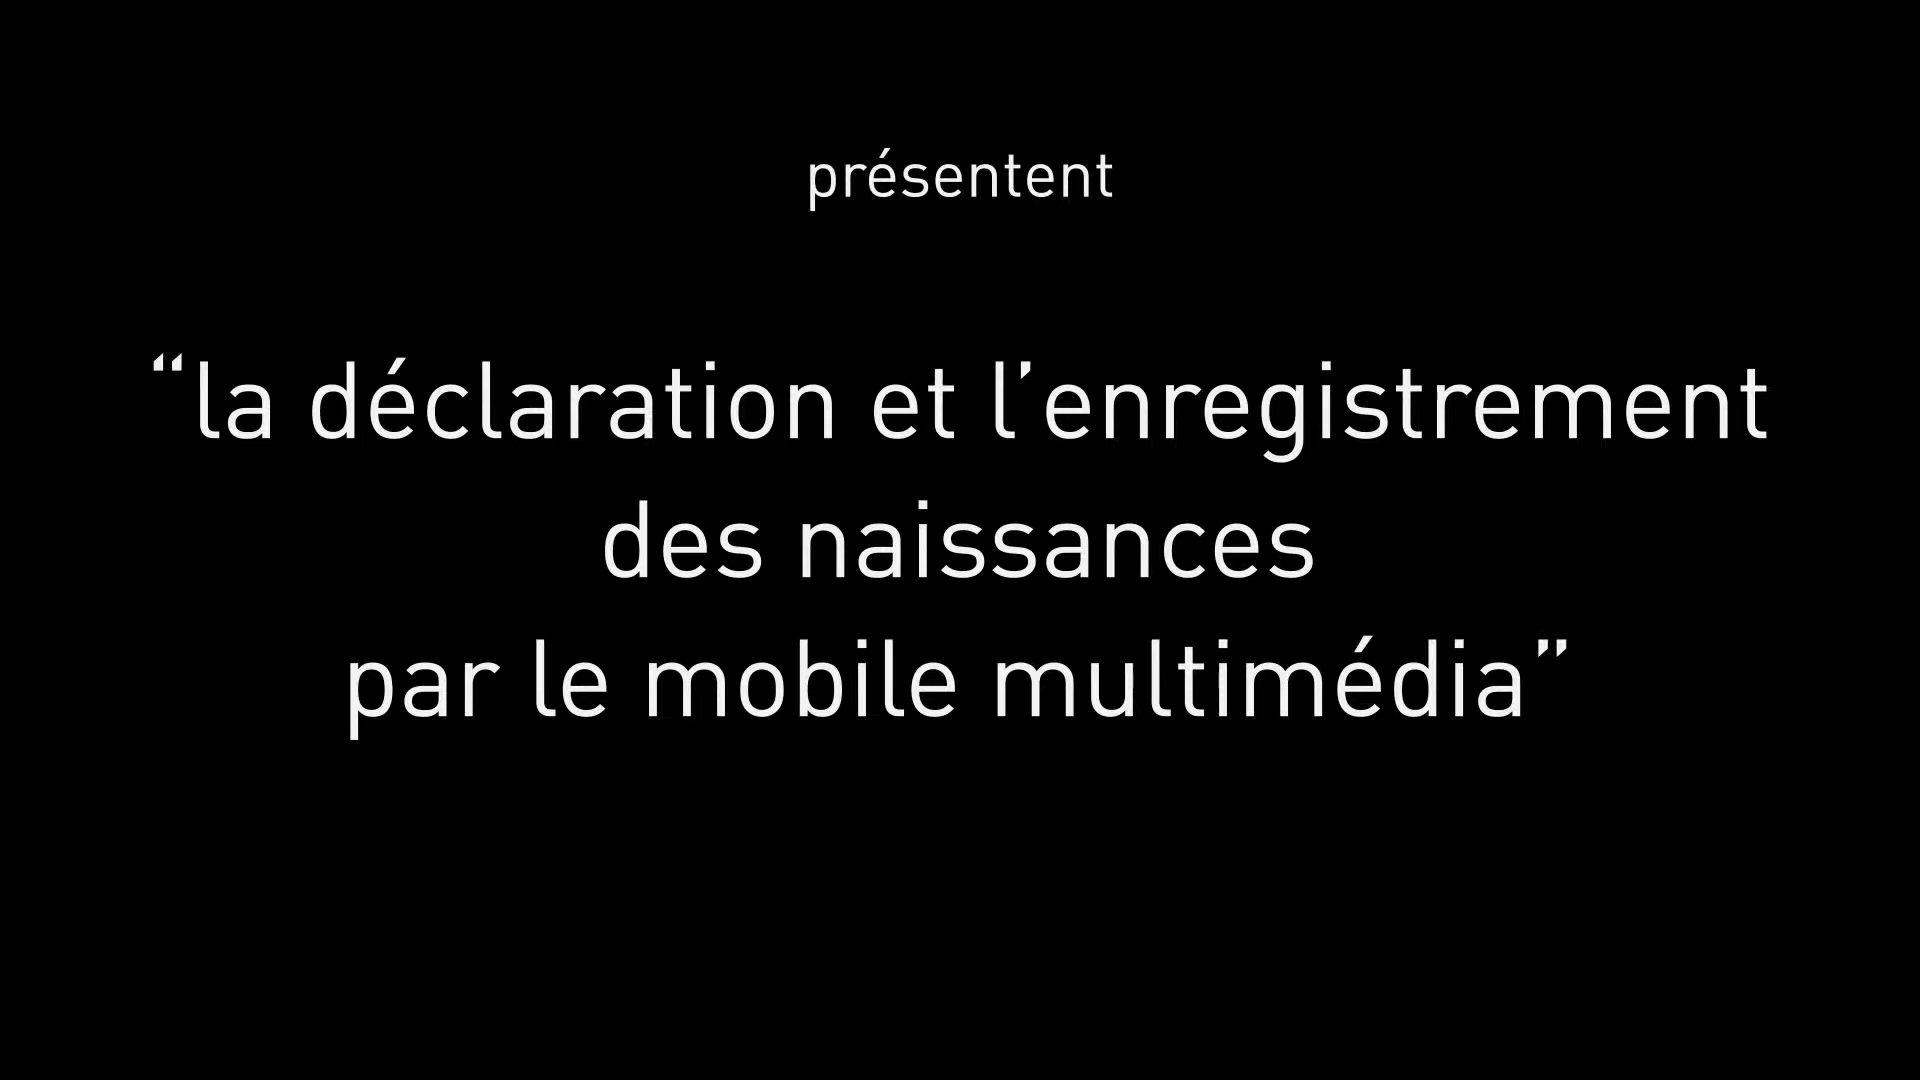 présentent
“la déclaration et l’enregistrement
des naissances
par le mobile multimédia”